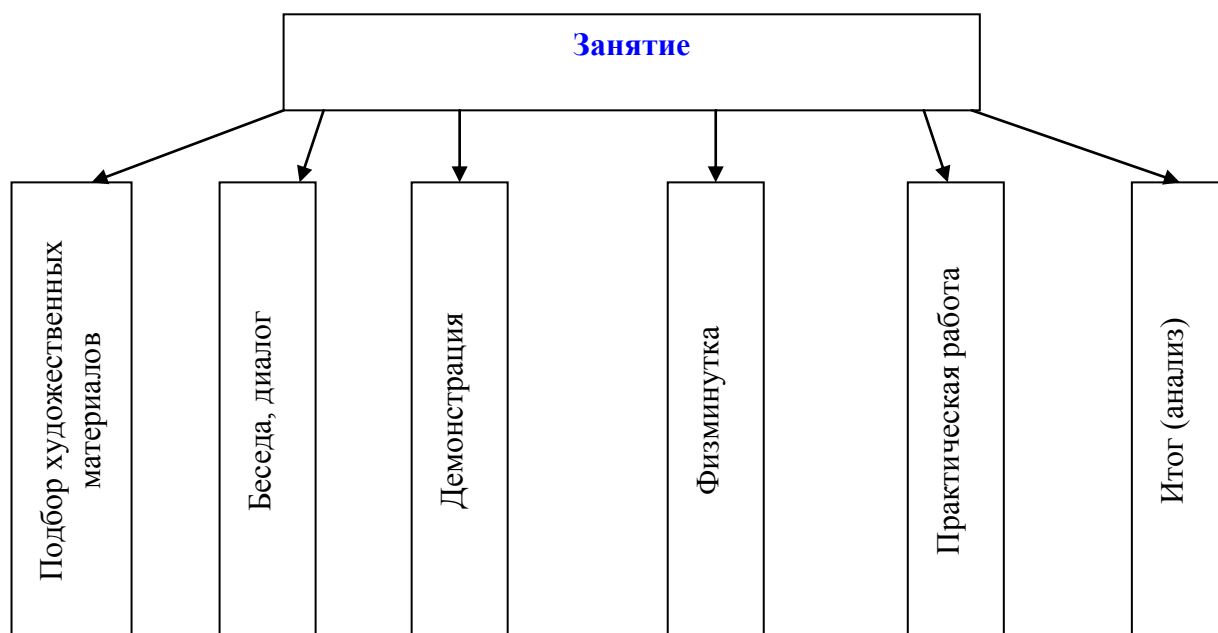 Занятие
Подбор художественных
материалов
Беседа, диалог
Демонстрация
Физминутка
Практическая работа
Итог (анализ)